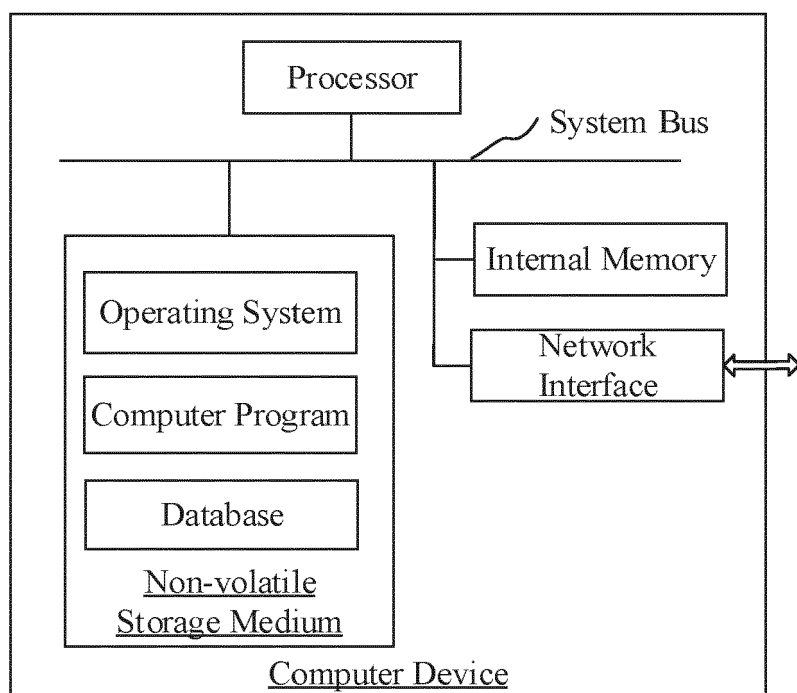 Processor
System Bus
Internal Memory
Operating System
Network
Interface
Computer Program
Database
Non-volatile
Storage Medium
Computer Device